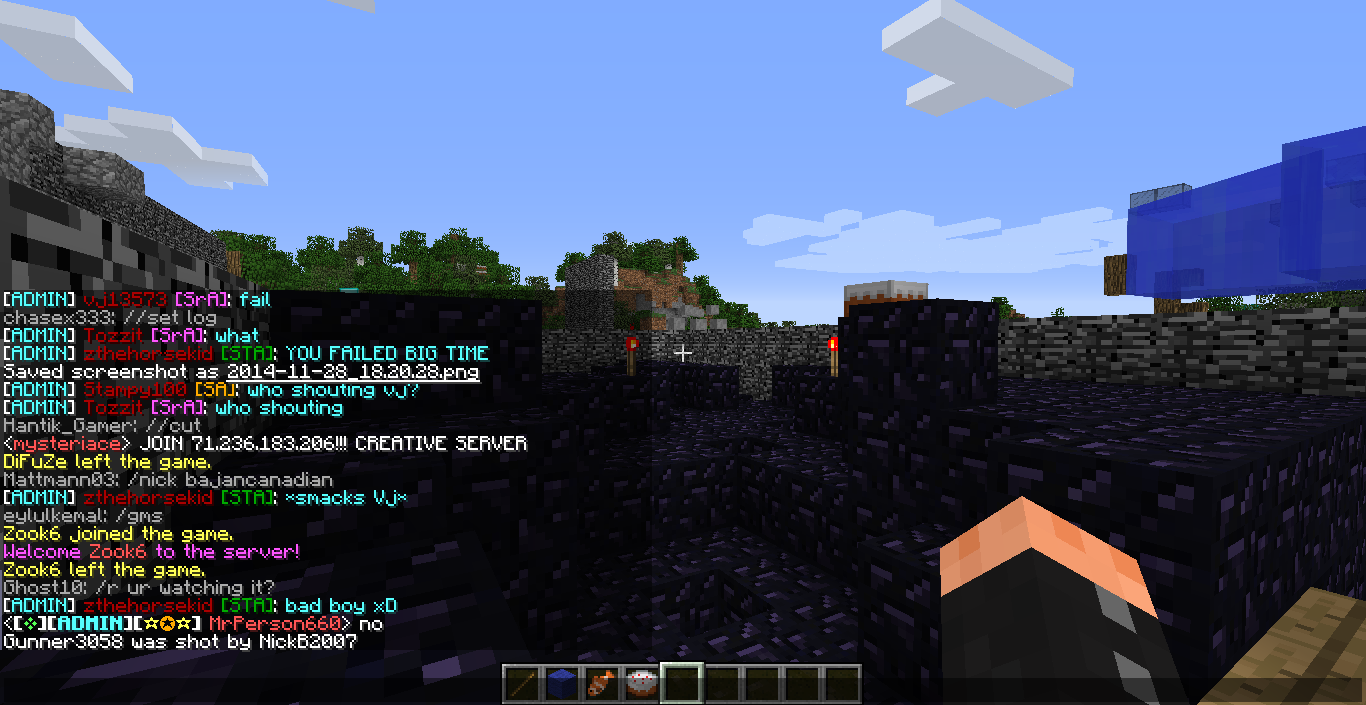 [ADMIN] vj13573 [SrA]: fail
chasex333: //set log
[ADMIN] Tozzit [SrA]: what
[ADMIN] zthehorsekid [STA]: YOU FAILED BIG TIME
Saved screenshot as 2014-11-28_18.20.28.png
[ADMIN] Stampy100 [SA]: who shouting vj?
[ADMIN] Tozzit [SrA]: who shouting
Hantik_Gamer: //cut
<mysteriace> JOIN 71.236.183.206!!! CREATIVE SERVER
DiFuZe left the game.
Mattmann03: /nick bajancanadian
[ADMIN] zthehorsekid [STA]: *smacks Vj*
eylulkemal: /gms
Zook6 joined the game.
Welcome Zook6 to the server!
Zook6 left the game.
Ghost10: /r ur watching it?
[ADMIN] zthehorsekid [STA]: bad boy xD
<[❖][ADMIN][☆✪☆] MrPerson660> no
Gunner3058 was shot by NickB2007